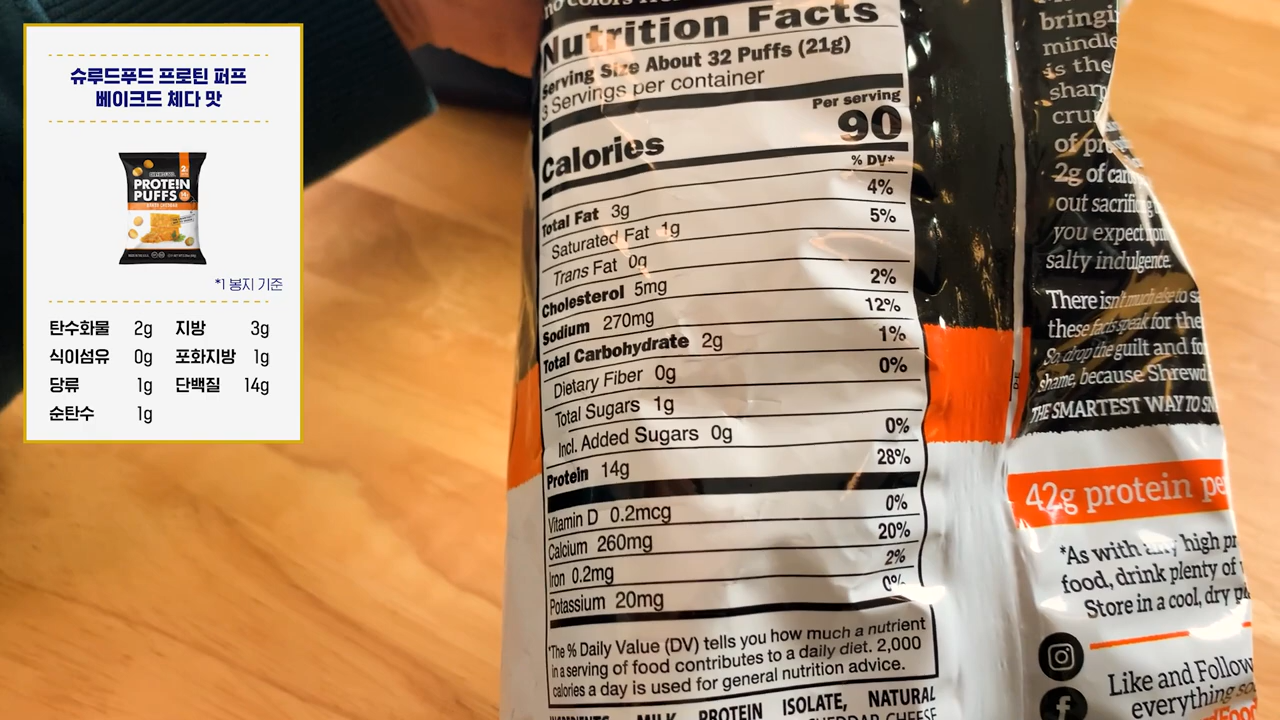 슈루드푸드 프로틴 퍼프
베이크드 체다 맛
PROTEIN
PUFFS
*1 봉지 기준
탄수화물 2g 지방 3g
식이섬유 0g 포화지방 1g
당류 1g 단백질 14g
순탄수 1g
no colors
Nutrition Facts
Serving Size About 32 Puffs (21g)
3 Servings per container
Per serving
Calories 90
% DV*
Total Fat 3g 4%
Saturated Fat 1g 5%
Trans Fat 0g
Cholesterol 5mg 2%
Sodium 270mg 12%
Total Carbohydrate 2g 1%
Dietary Fiber 0g 0%
Total Sugars 1g
Incl. Added Sugars 0g 0%
Protein 14g 28%
Vitamin D 0.2mcg 0%
Calcium 260mg 20%
Iron 0.2mg 2%
Potassium 20mg 0%
*The % Daily Value (DV) tells you how much a nutrient
in a serving of food contributes to a daily diet. 2,000
calories a day is used for general nutrition advice.
MILK PROTEIN ISOLATE, NATURAL
CHEDDAR CHEESE
is the
of
2g of
out
you expect from
salty indulgence.
There isn't much else to
these facts speak for the
So, drop the guilt and
shame, because Shrewd
THE SMARTEST WAY TO
42g protein
*As with any high
food, drink plenty of
Store in a cool, dry
Like and Follow
everything